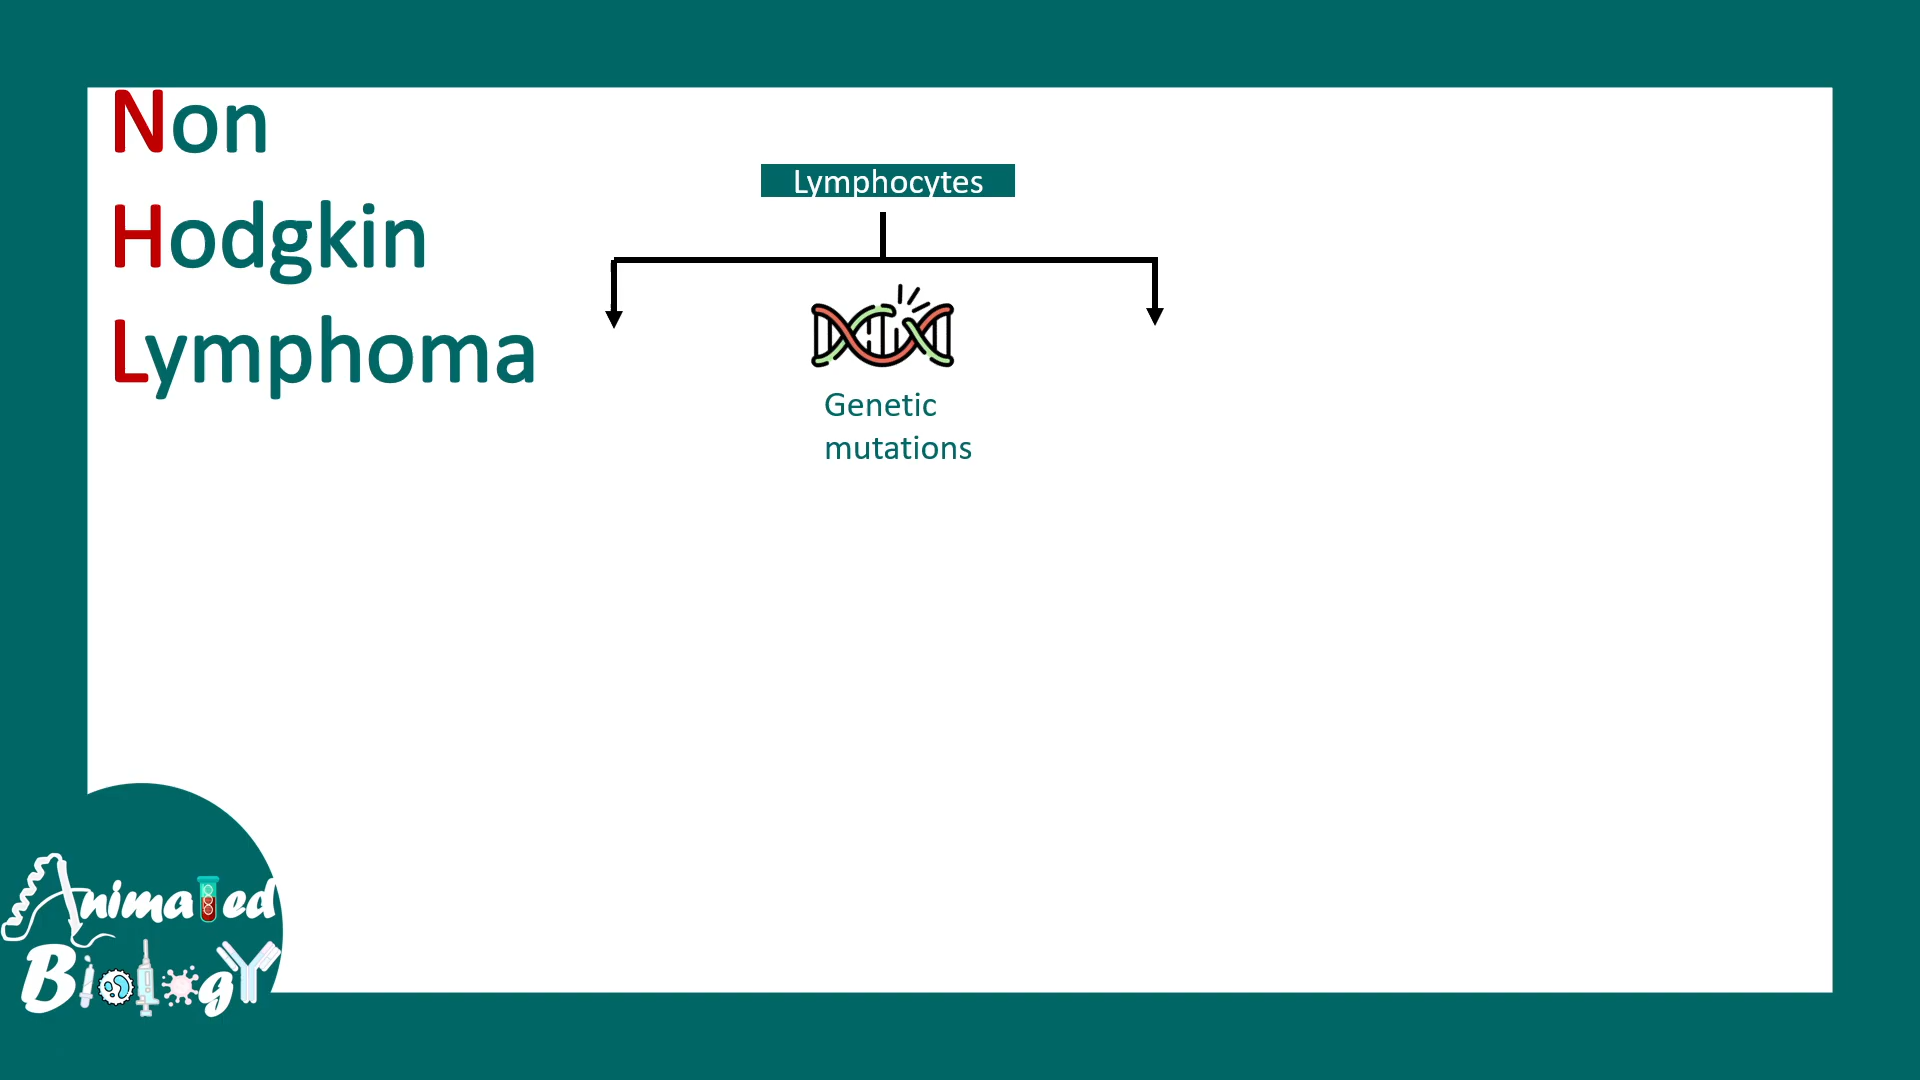 Non
Hodgkin
Lymphoma
Lymphocytes
Genetic
mutations
Animated
Biology